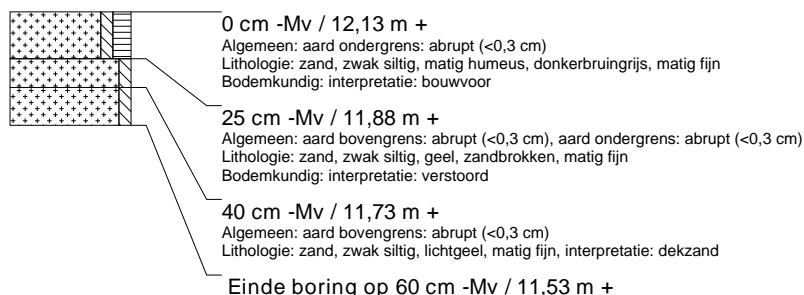 0 cm -Mv / 12,13 m +
Algemeen: aard ondergrens: abrupt (<0,3 cm)
Lithologie: zand, zwak siltig, matig humeus, donkerbruingrijs, matig fijn
Bodemkundig: interpretatie: bouwvoor
25 cm -Mv / 11,88 m +
Algemeen: aard bovengrens: abrupt (<0,3 cm), aard ondergrens: abrupt (<0,3 cm)
Lithologie: zand, zwak siltig, geel, zandbrokken, matig fijn
Bodemkundig: interpretatie: verstoord
40 cm -Mv / 11,73 m +
Algemeen: aard bovengrens: abrupt (<0,3 cm)
Lithologie: zand, zwak siltig, lichtgeel, matig fijn, interpretatie: dekzand
Einde boring op 60 cm -Mv / 11,53 m +